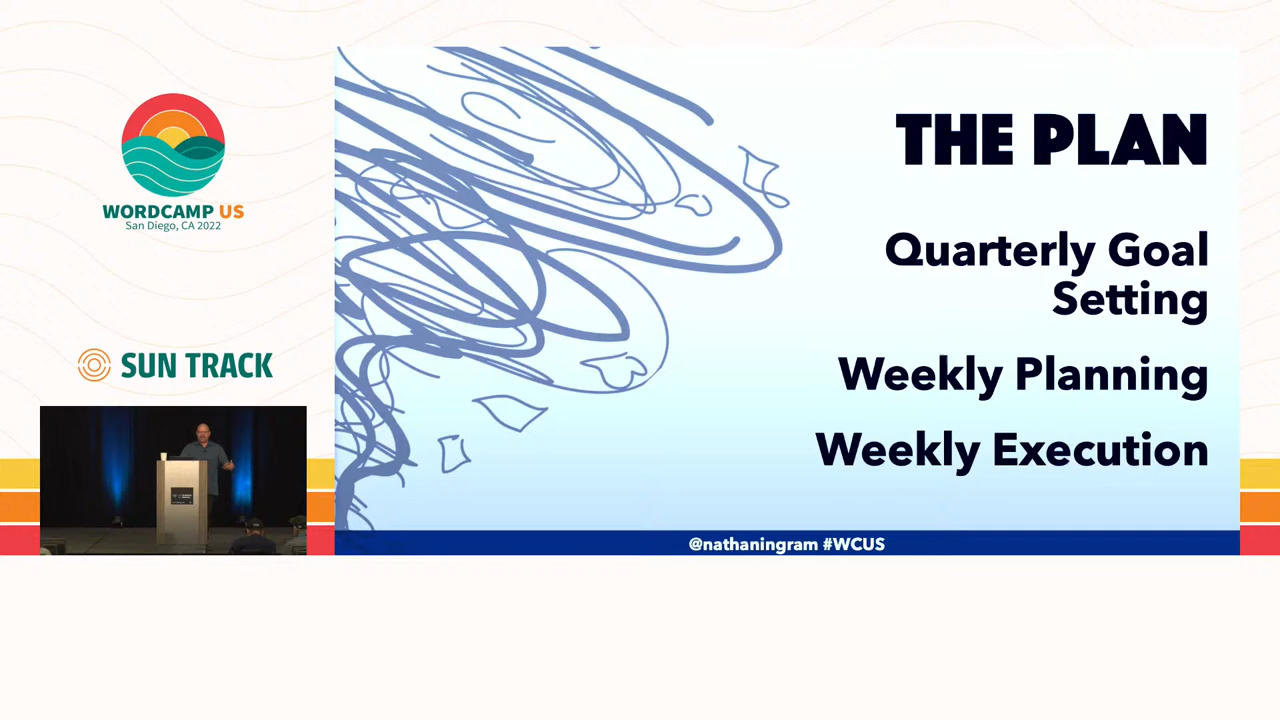 WORDCAMP US
San Diego, CA 2022
SUN TRACK
THE PLAN
Quarterly Goal
Setting
Weekly Planning
Weekly Execution
@nathaningram #WCUS